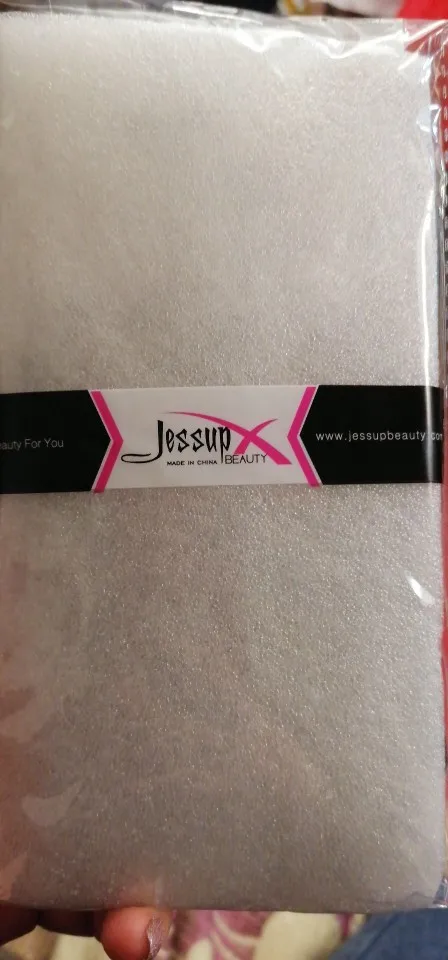 eauty For You
Jessup
MADE IN CHINA
BEAUTY
www.jessupbeauty.com